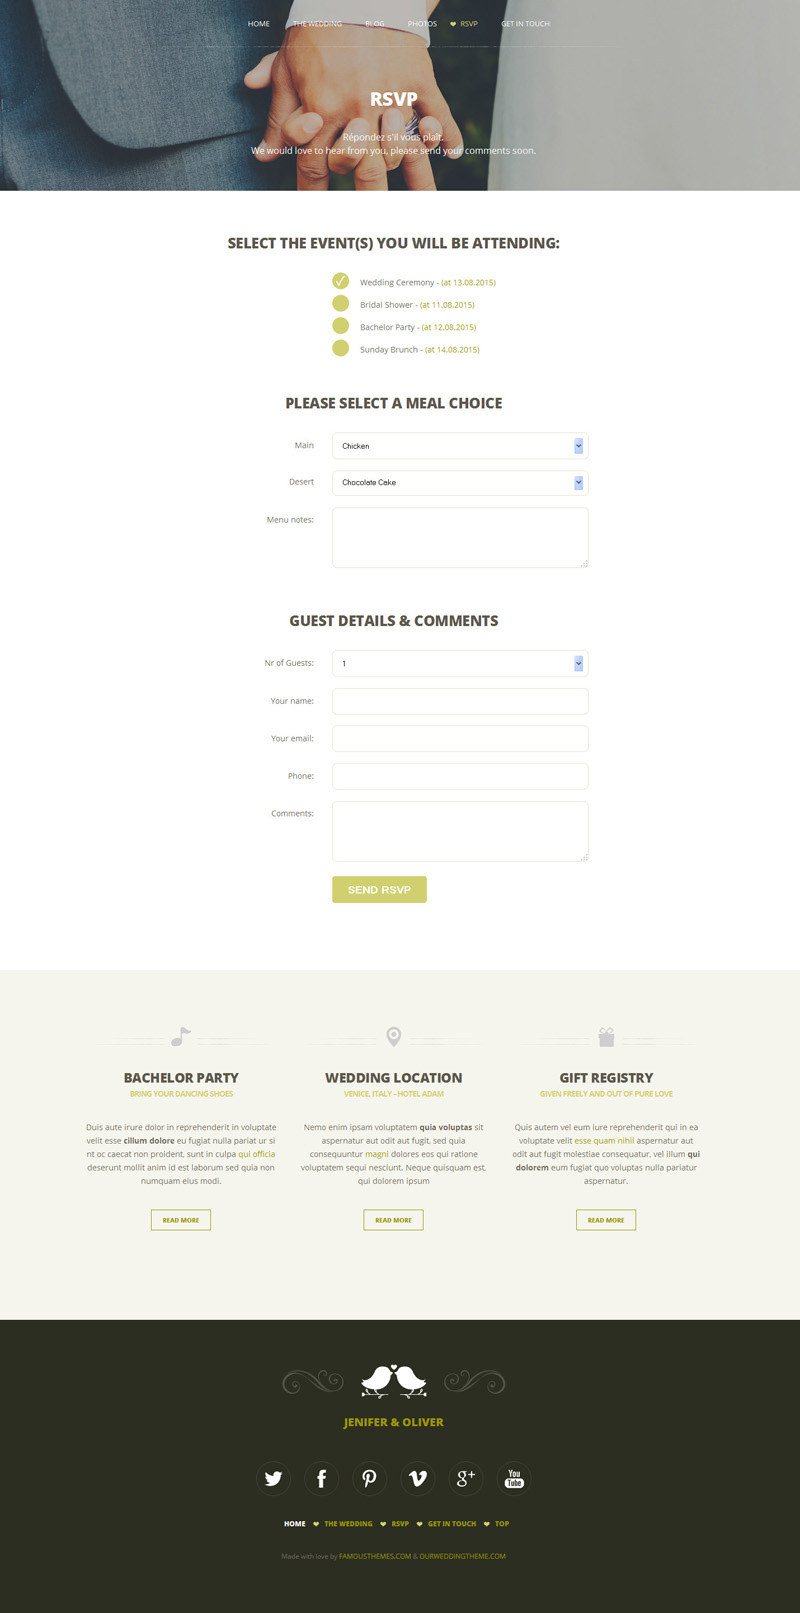 HOME THE WEDDING BLOG PHOTOS RSVP GET IN TOUCH
RSVP
Répondez s'il vous plaît.
We would love to hear from you, please send your comments soon.
SELECT THE EVENT(S) YOU WILL BE ATTENDING:
Wedding Ceremony - (at 13.08.2015)
Bridal Shower - (at 11.08.2015)
Bachelor Party - (at 12.08.2015)
Sunday Brunch - (at 14.08.2015)
PLEASE SELECT A MEAL CHOICE
Main Chicken
Desert Chocolate Cake
Menu notes:
GUEST DETAILS & COMMENTS
Nr of Guests: 1
Your name:
Your email:
Phone:
Comments:
SEND RSVP
BACHELOR PARTY
BRING YOUR DANCING SHOES
Duis aute irure dolor in reprehenderit in voluptate
velit esse cillum dolore eu fugiat nulla pariat ur si
nt oc caecat non proident, sunt in culpa qui officia
deserunt mollit anim id est laborum sed quia non
numquam eius modi.
READ MORE
WEDDING LOCATION
VENICE, ITALY - HOTEL ADAM
Nemo enim ipsam voluptatem quia voluptas sit
aspernatur aut odit aut fugit, sed quia
consequuntur magni dolores eos qui ratione
voluptatem sequi nesciunt. Neque quisquam est,
qui dolorem ipsum
READ MORE
GIFT REGISTRY
GIVEN FREELY AND OUT OF PURE LOVE
Quis autem vel eum iure reprehenderit qui in ea
voluptate velit esse quam nihil aspernatur aut
odit aut fugit molestiae consequatur, vel illum qui
dolorem eum fugiat quo voluptas nulla pariatur
aspernatur.
READ MORE
JENIFER & OLIVER
g+ You Tube
HOME THE WEDDING RSVP GET IN TOUCH TOP
Made with love by FAMOUSTHEMES.COM & OURWEDDINGTHEME.COM